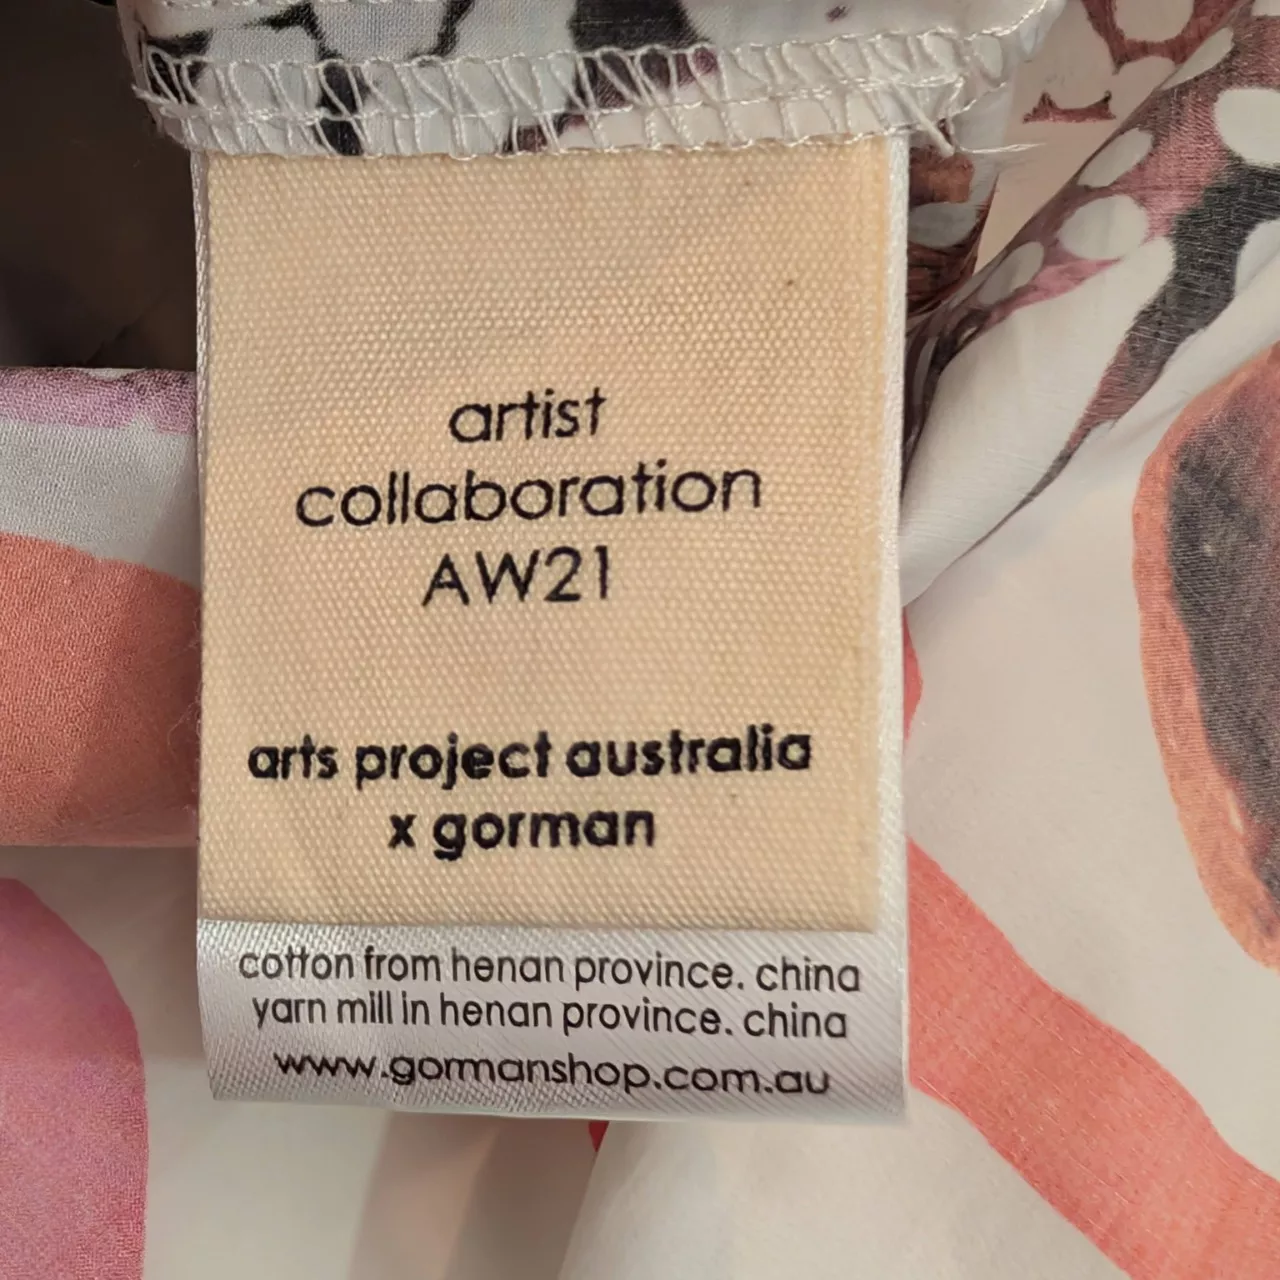 artist
collaboration
AW21
arts project australia
x gorman
cotton from henan province. china
yarn mill in henan province. china
www.gormanshop.com.au